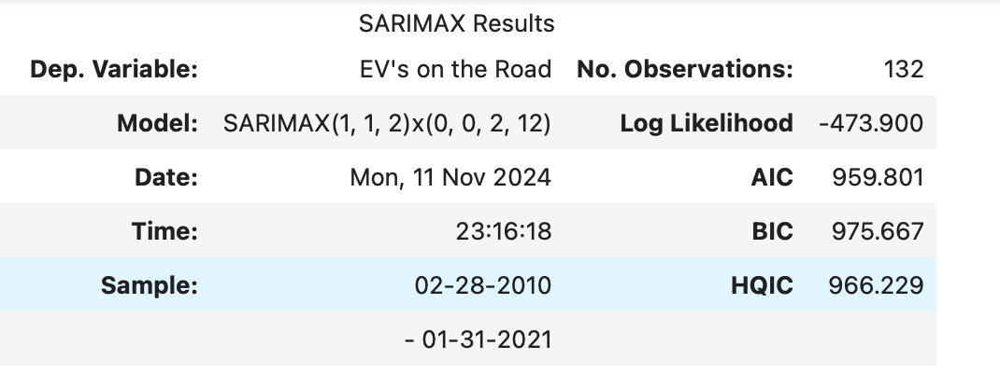 SARIMAX Results
Dep. Variable: EV's on the Road No. Observations: 132
Model: SARIMAX(1, 1, 2)x(0, 0, 2, 12) Log Likelihood -473.900
Date: Mon, 11 Nov 2024 AIC 959.801
Time: 23:16:18 BIC 975.667
Sample: 02-28-2010 HQIC 966.229
- 01-31-2021